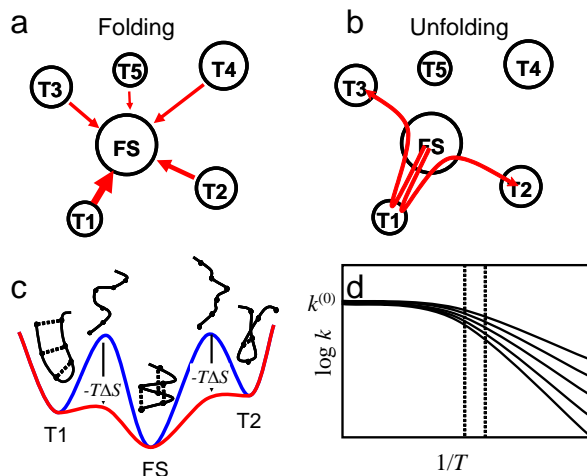 a
Folding
T3
T5
T4
FS
T1
T2
b
Unfolding
T3
T5
T4
FS
T1
T2
c
-TΔS
-TΔS
T1
FS
T2
d
k⁽⁰⁾
log k
1/T